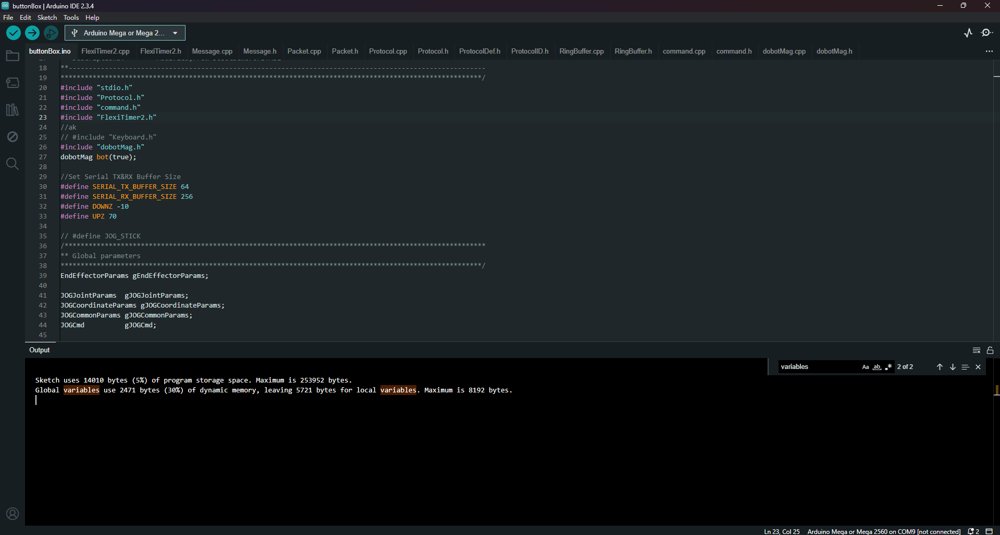 buttonBox | Arduino IDE 2.3.4
File Edit Sketch Tools Help
Arduino Mega or Mega 2...
buttonBox.ino FlexiTimer2.cpp FlexiTimer2.h Message.cpp Message.h Packet.cpp Packet.h Protocol.cpp Protocol.h ProtocolDef.h ProtocolID.h RingBuffer.cpp RingBuffer.h command.cpp command.h dobotMag.cpp dobotMag.h ...
18 **------------------------------------------------------------------------------------------------------
19 *********************************************************************************************************/
20 #include "stdio.h"
21 #include "Protocol.h"
22 #include "command.h"
23 #include "FlexiTimer2.h"
24 //ak
25 // #include "Keyboard.h"
26 #include "dobotMag.h"
27 dobotMag bot(true);
28
29 //Set Serial TX&RX Buffer Size
30 #define SERIAL_TX_BUFFER_SIZE 64
31 #define SERIAL_RX_BUFFER_SIZE 256
32 #define DOWNZ -10
33 #define UPZ 70
34
35 // #define JOG_STICK
36 /*********************************************************************************************************
37 ** Global parameters
38 *********************************************************************************************************/
39 EndEffectorParams gEndEffectorParams;
40
41 JOGJointParams  gJOGJointParams;
42 JOGCoordinateParams gJOGCoordinateParams;
43 JOGCommonParams gJOGCommonParams;
44 JOGCmd          gJOGCmd;
45
Output
variables Aa ab .* 2 of 2
Sketch uses 14010 bytes (5%) of program storage space. Maximum is 253952 bytes.
Global variables use 2471 bytes (30%) of dynamic memory, leaving 5721 bytes for local variables. Maximum is 8192 bytes.
Ln 23, Col 25 Arduino Mega or Mega 2560 on COM9 [not connected] 2